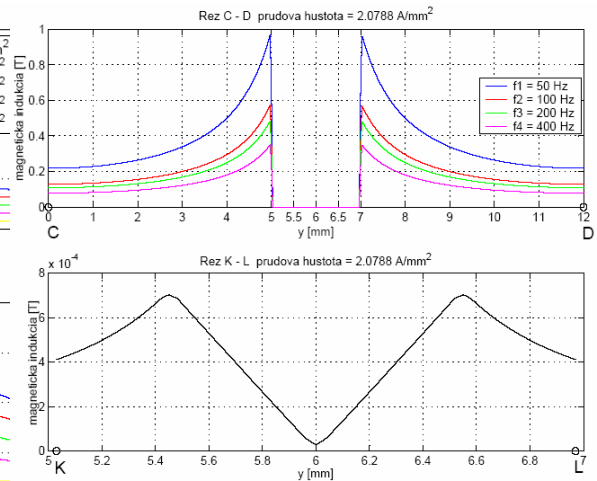 Rez C - D prudova hustota = 2.0788 A/mm²
magneticka indukcia [T]
1
0.8
0.6
0.4
0.2
0
f1 = 50 Hz
f2 = 100 Hz
f3 = 200 Hz
f4 = 400 Hz
0 1 2 3 4 5 5.5 6 6.5 7 8 9 10 11 12
C
y [mm]
D
Rez K - L prudova hustota = 2.0788 A/mm²
x 10⁻⁴
magneticka indukcia [T]
8
6
4
2
0
5 5.2 5.4 5.6 5.8 6 6.2 6.4 6.6 6.8 7
K
y [mm]
L